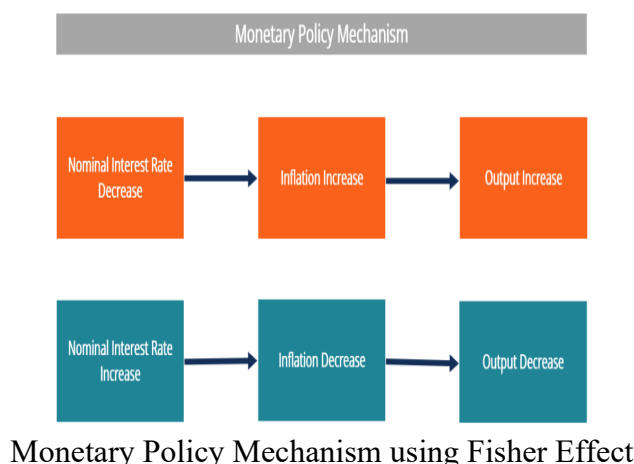 Monetary Policy Mechanism
Nominal Interest Rate
Decrease
Inflation Increase
Output Increase
Nominal Interest Rate
Increase
Inflation Decrease
Output Decrease
Monetary Policy Mechanism using Fisher Effect